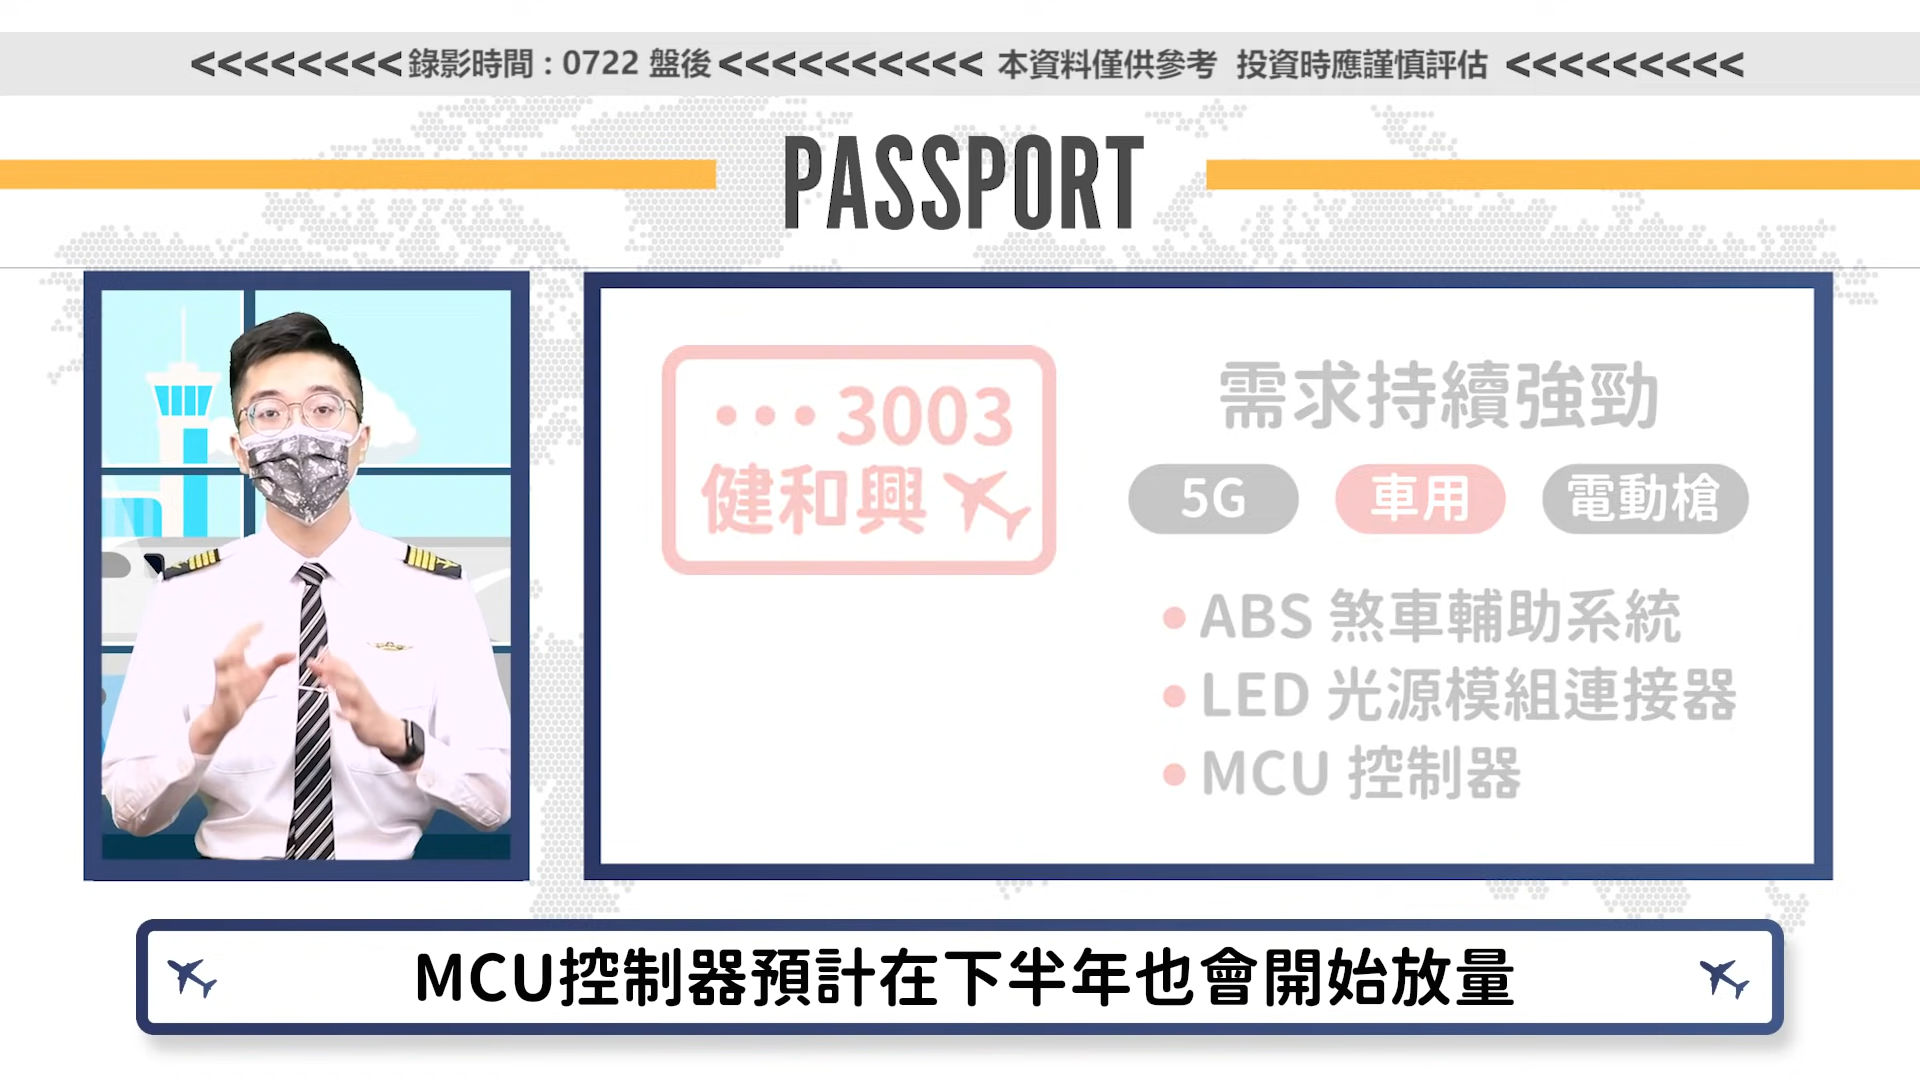 <<<<<<<<錄影時間：0722 盤後<<<<<<<<<< 本資料僅供參考 投資時應謹慎評估 <<<<<<<<<
PASSPORT
•••3003
健和興
需求持續強勁
5G 車用 電動槍
• ABS 煞車輔助系統
• LED 光源模組連接器
• MCU 控制器
MCU控制器預計在下半年也會開始放量